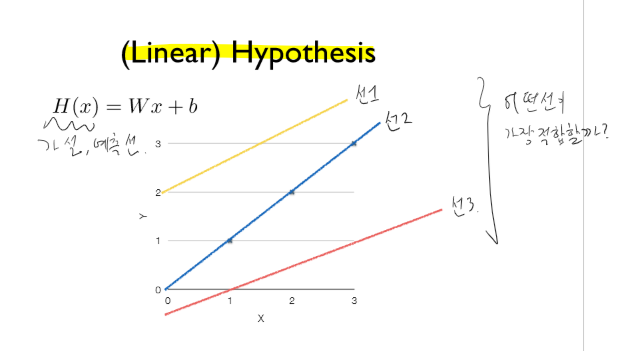 (Linear) Hypothesis
H(x) = Wx + b
가설, 예측선.
선1
선2
선3.
어떤선이
가장적합할까?
3
2
1
0
Y
0 1 2 3
X